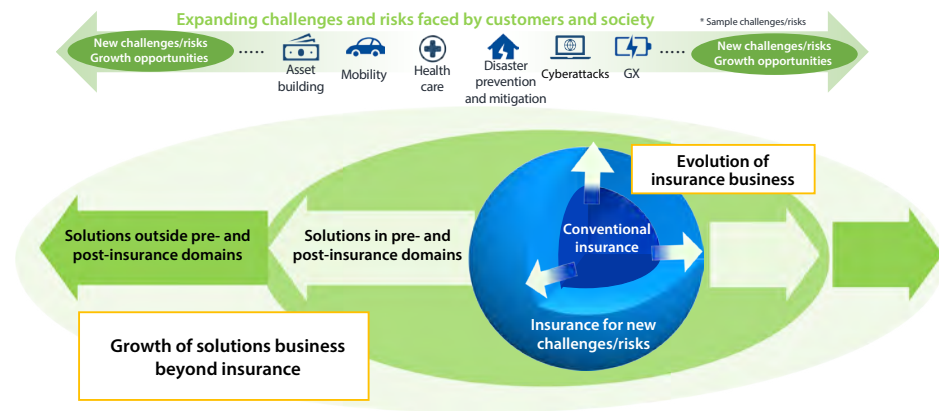 Expanding challenges and risks faced by customers and society
* Sample challenges/risks
New challenges/risks
Growth opportunities
.....
Asset
building
Mobility
Health
care
Disaster
prevention
and mitigation
Cyberattacks
GX
.....
New challenges/risks
Growth opportunities
Evolution of
insurance business
Conventional
insurance
Solutions outside pre- and
post-insurance domains
Solutions in pre- and
post-insurance domains
Insurance for new
challenges/risks
Growth of solutions business
beyond insurance